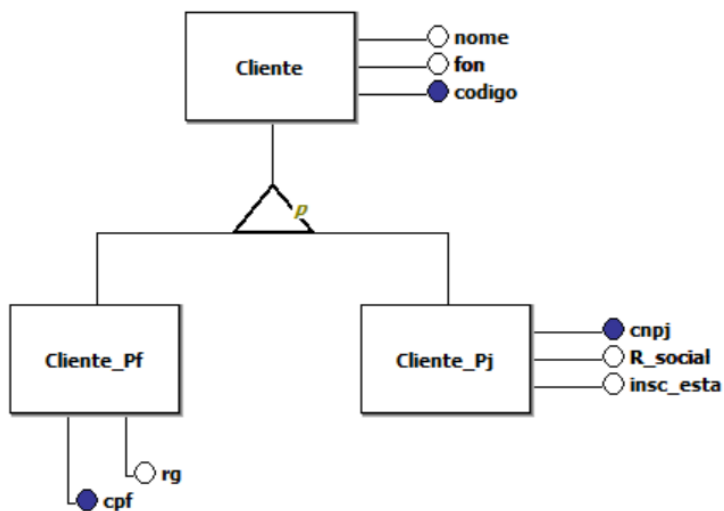 Cliente
nome
fon
codigo
p
Cliente_Pf
Cliente_Pj
cnpj
R_social
insc_esta
rg
cpf